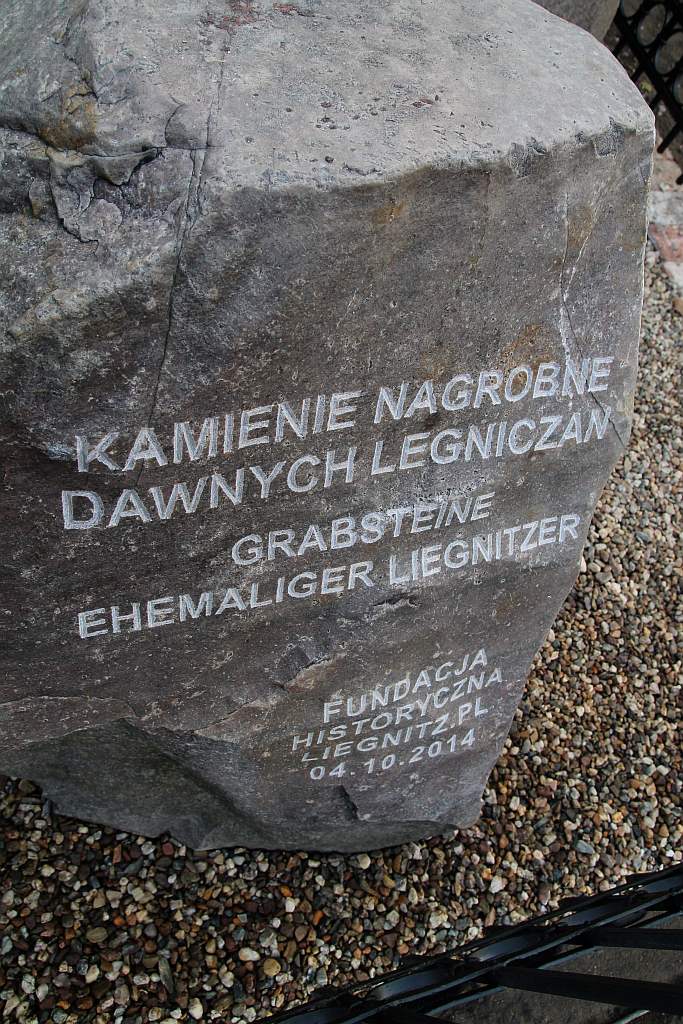 KAMIENIE NAGROBNE
DAWNYCH LEGNICZAN
GRABSTEINE
EHEMALIGER LIEGNITZER
FUNDACJA
HISTORYCZNA
LIEGNITZ.PL
04.10.2014